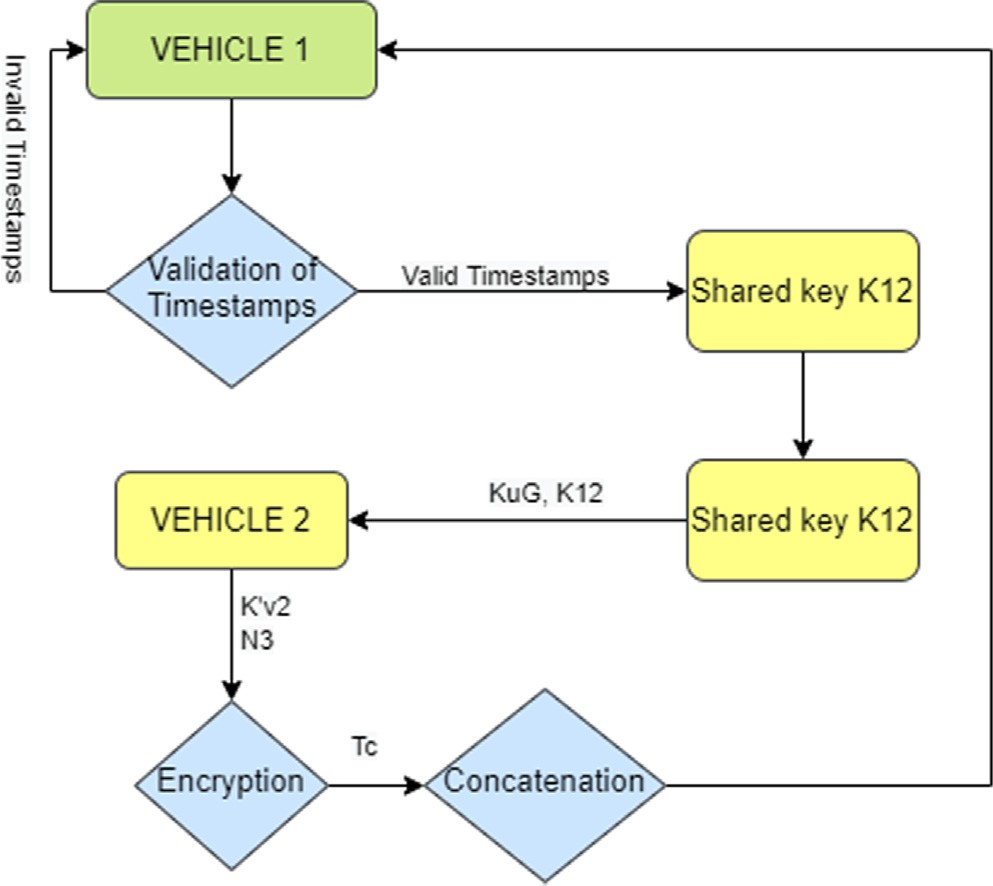 VEHICLE 1
Invalid Timestamps
Validation of
Timestamps
Valid Timestamps
Shared key K12
VEHICLE 2
KuG, K12
Shared key K12
K'v2
N3
Encryption
Tc
Concatenation